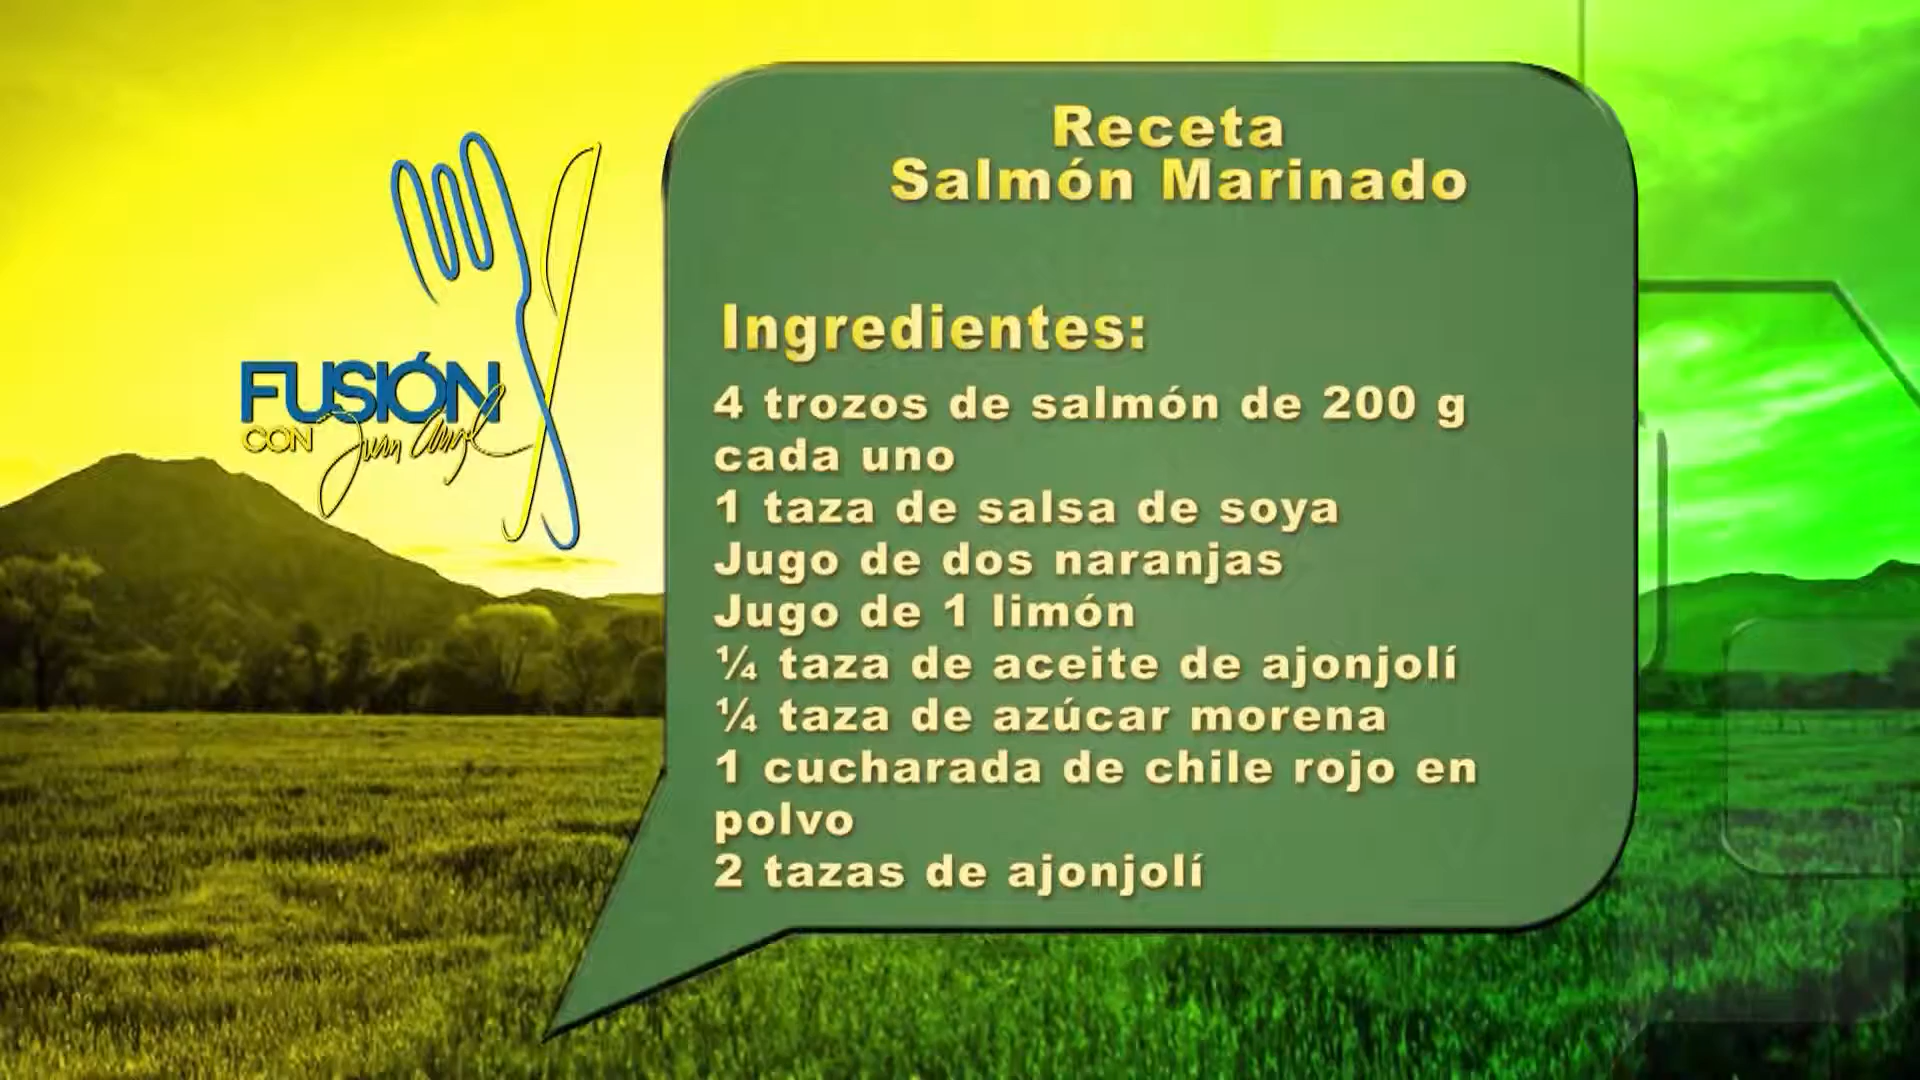 FUSIÓN
CON Juan Angel
Receta
Salmón Marinado
Ingredientes:
4 trozos de salmón de 200 g
cada uno
1 taza de salsa de soya
Jugo de dos naranjas
Jugo de 1 limón
¼ taza de aceite de ajonjolí
¼ taza de azúcar morena
1 cucharada de chile rojo en
polvo
2 tazas de ajonjolí